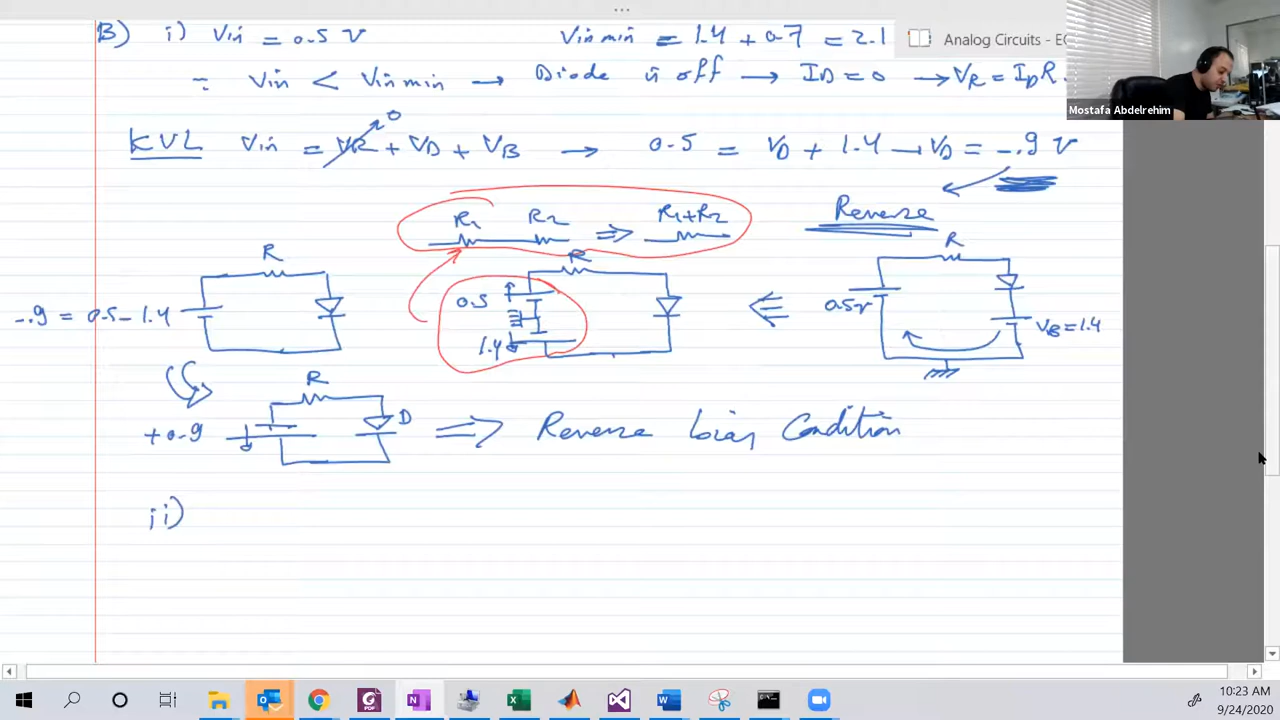 B) i) Vin = 0.5 V Vin min = 1.4 + 0.7 = 2.1
Analog Circuits - EC
∵ Vin < Vin min → Diode is off → ID = 0 → VR = ID R
Mostafa Abdelrehim
KVL Vin = VR + VD + VB → 0.5 = VD + 1.4 → VD = -.9 V
0
R1 R2 ⇒ R1+R2
Reverse
R
R
R
-.9 = 0.5 - 1.4
0.5
1.4
0.5v
VB = 1.4
R
+0.9
D
⇒ Reverse bias Condition
ii)
10:23 AM
9/24/2020